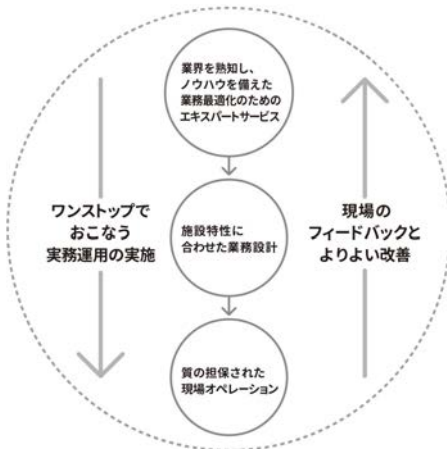 業界を熟知し、
ノウハウを備えた
業務最適化のための
エキスパートサービス
ワンストップで
おこなう
実務運用の実施
施設特性に
合わせた業務設計
現場の
フィードバックと
よりよい改善
質の担保された
現場オペレーション